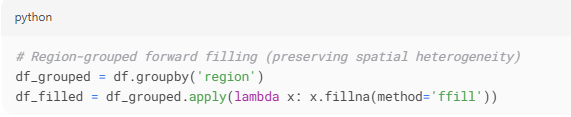 python
# Region-grouped forward filling (preserving spatial heterogeneity)
df_grouped = df.groupby('region')
df_filled = df_grouped.apply(lambda x: x.fillna(method='ffill'))